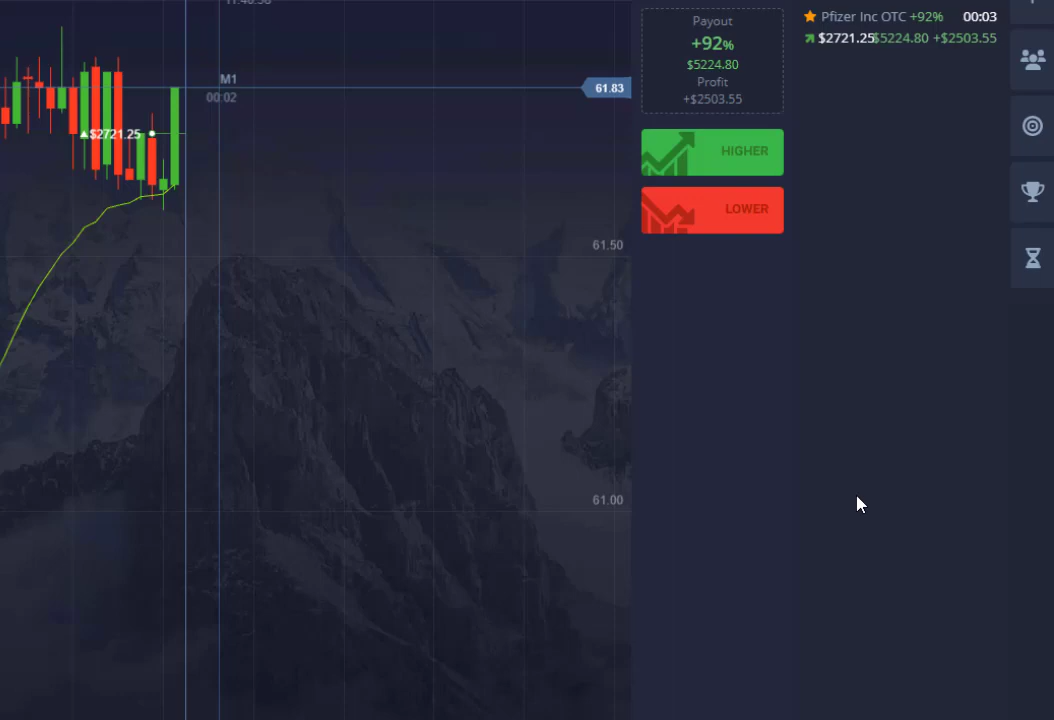 Payout
+92%
$5224.80
Profit
+$2503.55
HIGHER
LOWER
Pfizer Inc OTC +92% 00:03
$2721.25 $5224.80 +$2503.55
M1
00:02
61.83
$2721.25
61.50
61.00